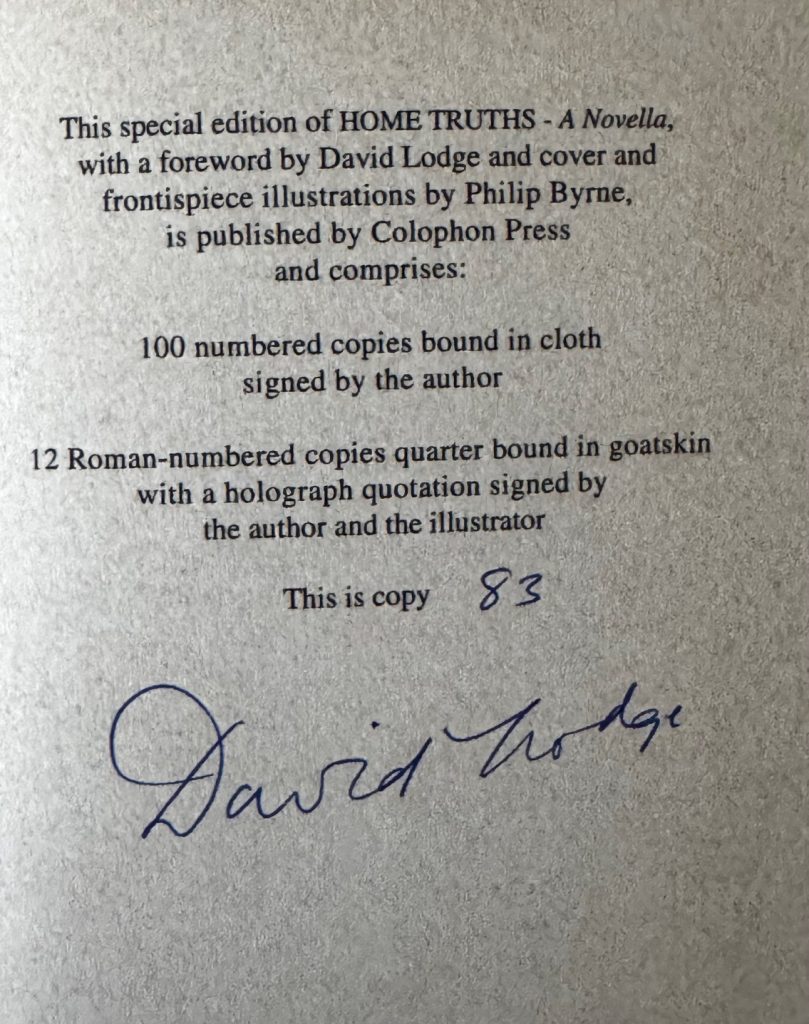 This special edition of HOME TRUTHS - A Novella,
with a foreword by David Lodge and cover and
frontispiece illustrations by Philip Byrne,
is published by Colophon Press
and comprises:
100 numbered copies bound in cloth
signed by the author
12 Roman-numbered copies quarter bound in goatskin
with a holograph quotation signed by
the author and the illustrator
This is copy 83
David Lodge